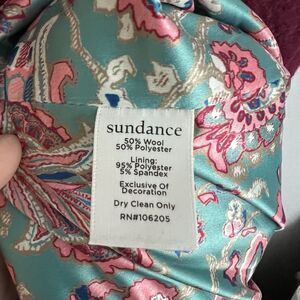 sundance
50% Wool
50% Polyester
Lining:
95% Polyester
5% Spandex
Exclusive Of
Decoration
Dry Clean Only
RN#106205